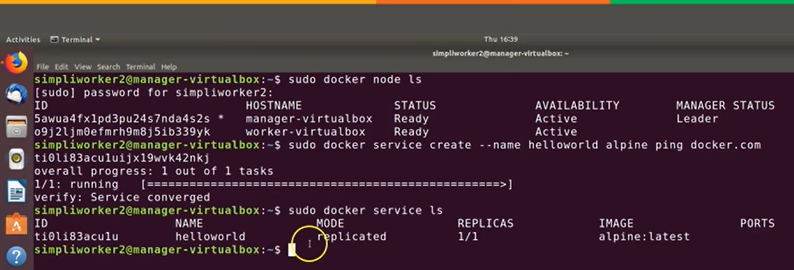 Activities Terminal Thu 16:39
simpliworker2@manager-virtualbox: ~
File Edit View Search Terminal Help
simpliworker2@manager-virtualbox:~$ sudo docker node ls
[sudo] password for simpliworker2:
ID HOSTNAME STATUS AVAILABILITY MANAGER STATUS
5awua4fx1pd3pu24s7nda4s2s * manager-virtualbox Ready Active Leader
o9j2ljm0efmrh9m8j5ib339yk worker-virtualbox Ready Active
simpliworker2@manager-virtualbox:~$ sudo docker service create --name helloworld alpine ping docker.com
ti0li83acu1uijx19wvk42nkj
overall progress: 1 out of 1 tasks
1/1: running [==================================================>]
verify: Service converged
simpliworker2@manager-virtualbox:~$ sudo docker service ls
ID NAME MODE REPLICAS IMAGE PORTS
ti0li83acu1u helloworld replicated 1/1 alpine:latest
simpliworker2@manager-virtualbox:~$